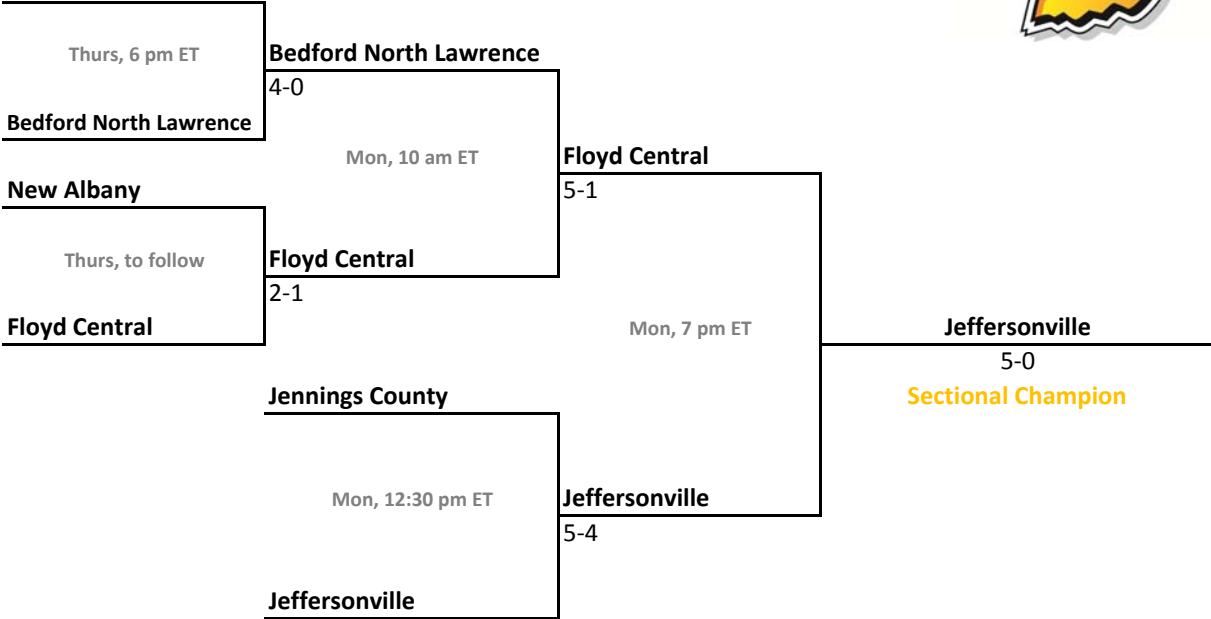 Thurs, 6 pm ET
Bedford North Lawrence
4-0
Bedford North Lawrence
Mon, 10 am ET
Floyd Central
New Albany
5-1
Thurs, to follow
Floyd Central
2-1
Floyd Central
Mon, 7 pm ET
Jeffersonville
5-0
Jennings County
Sectional Champion
Mon, 12:30 pm ET
Jeffersonville
5-4
Jeffersonville